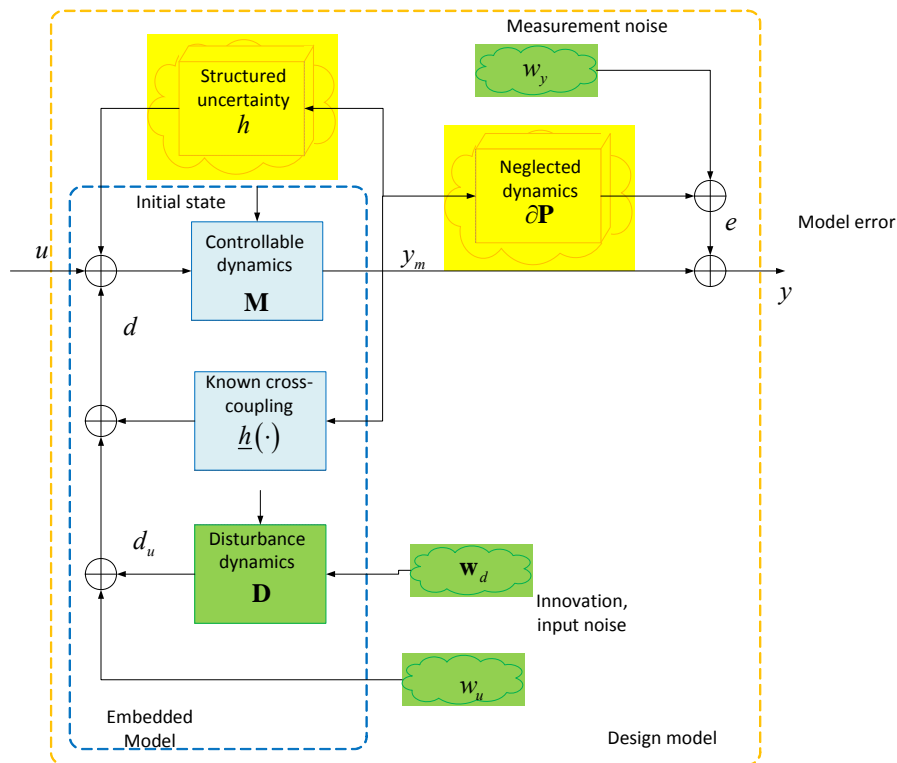 Measurement noise
w_y
Structured
uncertainty
h
Neglected
dynamics
∂P
Initial state
Controllable
dynamics
M
u
y_m
e
Model error
y
d
Known cross-
coupling
h(·)
Disturbance
dynamics
D
d_u
w_d
Innovation,
input noise
w_u
Embedded
Model
Design model